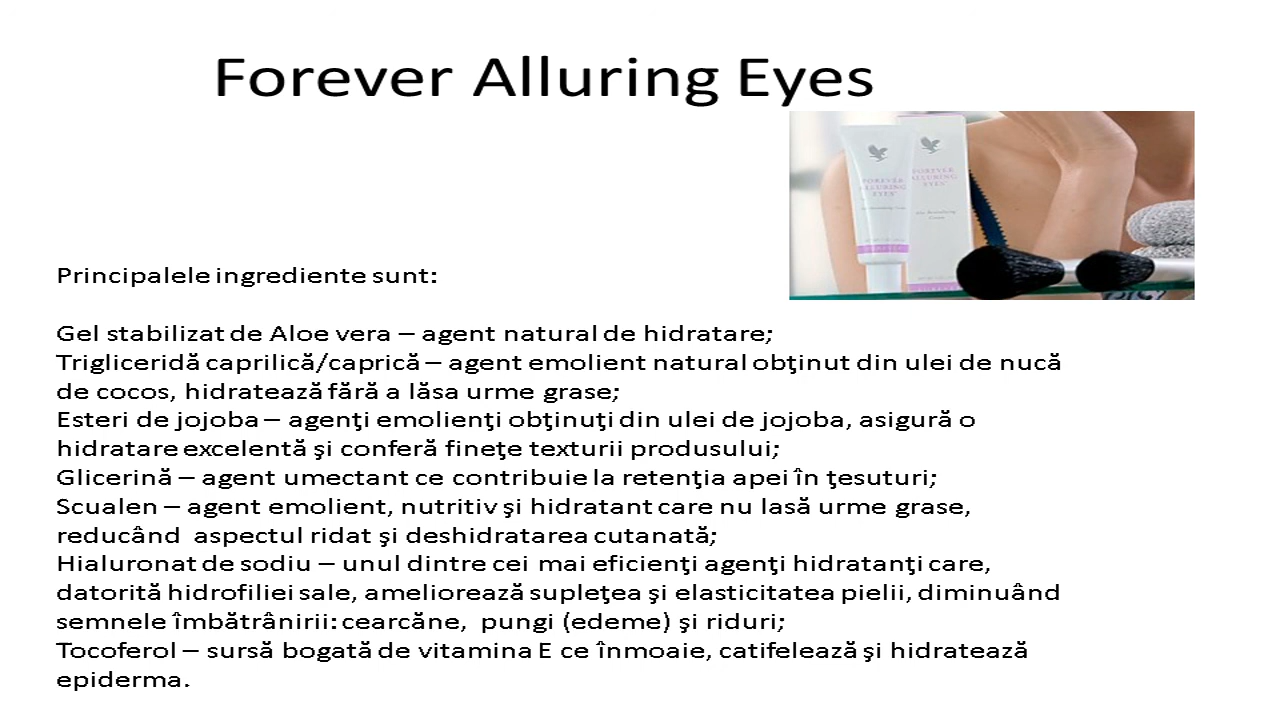 Forever Alluring Eyes
FOREVER
ALLURING
EYES
FOREVER
ALLURING
EYES
Principalele ingrediente sunt:
Gel stabilizat de Aloe vera – agent natural de hidratare;
Trigliceridă caprilică/caprică – agent emolient natural obţinut din ulei de nucă
de cocos, hidratează fără a lăsa urme grase;
Esteri de jojoba – agenţi emolienţi obţinuţi din ulei de jojoba, asigură o
hidratare excelentă şi conferă fineţe texturii produsului;
Glicerină – agent umectant ce contribuie la retenţia apei în ţesuturi;
Scualen – agent emolient, nutritiv şi hidratant care nu lasă urme grase,
reducând  aspectul ridat şi deshidratarea cutanată;
Hialuronat de sodiu – unul dintre cei mai eficienţi agenţi hidratanţi care,
datorită hidrofiliei sale, ameliorează supleţea şi elasticitatea pielii, diminuând
semnele îmbătrânirii: cearcăne,  pungi (edeme) şi riduri;
Tocoferol – sursă bogată de vitamina E ce înmoaie, catifelează şi hidratează
epiderma.